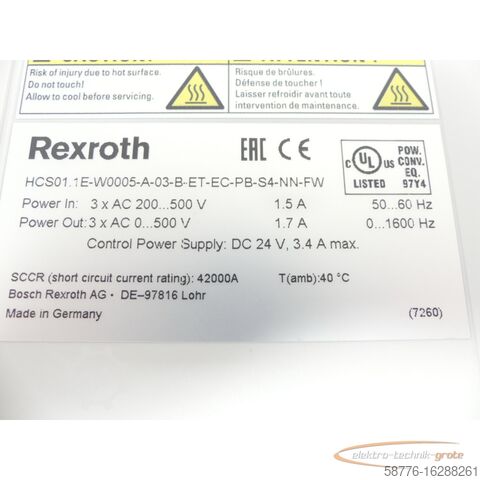 CAUTION!
ATTENTION !
Risk of injury due to hot surface.
Do not touch!
Allow to cool before servicing.
Risque de brûlures.
Défense de toucher !
Laisser refroidir avant toute
intervention de maintenance.
Rexroth
EAC CE
c UL us
LISTED
POW.
CONV.
EQ.
97Y4
HCS01.1E-W0005-A-03-B-ET-EC-PB-S4-NN-FW
Power In: 3 x AC 200...500 V 1.5 A 50...60 Hz
Power Out: 3 x AC 0...500 V 1.7 A 0...1600 Hz
Control Power Supply: DC 24 V, 3.4 A max.
SCCR (short circuit current rating): 42000A T(amb):40 °C
Bosch Rexroth AG • DE–97816 Lohr
Made in Germany (7260)
elektro-technik-grote
58776-16288261